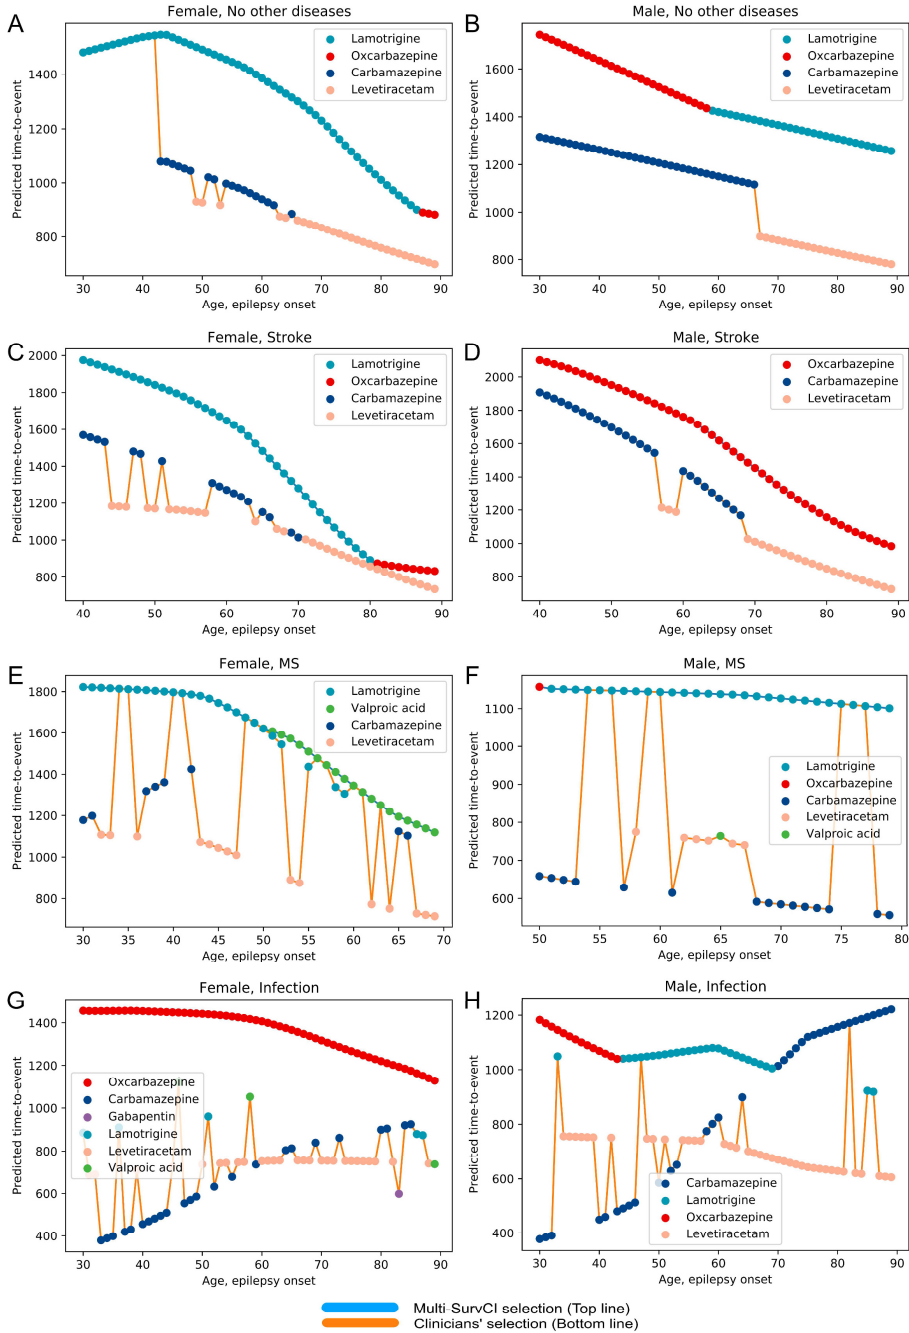 A
Female, No other diseases
Predicted time-to-event
1400
1200
1000
800
Lamotrigine
Oxcarbazepine
Carbamazepine
Levetiracetam
30 40 50 60 70 80 90
Age, epilepsy onset
B
Male, No other diseases
Predicted time-to-event
1600
1400
1200
1000
800
Lamotrigine
Oxcarbazepine
Carbamazepine
Levetiracetam
30 40 50 60 70 80 90
Age, epilepsy onset
C
Female, Stroke
Predicted time-to-event
2000
1800
1600
1400
1200
1000
800
Lamotrigine
Oxcarbazepine
Carbamazepine
Levetiracetam
40 50 60 70 80 90
Age, epilepsy onset
D
Male, Stroke
Predicted time-to-event
2000
1800
1600
1400
1200
1000
800
Oxcarbazepine
Carbamazepine
Levetiracetam
40 50 60 70 80 90
Age, epilepsy onset
E
Female, MS
Predicted time-to-event
1800
1600
1400
1200
1000
800
Lamotrigine
Valproic acid
Carbamazepine
Levetiracetam
30 35 40 45 50 55 60 65 70
Age, epilepsy onset
F
Male, MS
Predicted time-to-event
1100
1000
900
800
700
600
Lamotrigine
Oxcarbazepine
Carbamazepine
Levetiracetam
Valproic acid
50 55 60 65 70 75 80
Age, epilepsy onset
G
Female, Infection
Predicted time-to-event
1400
1200
1000
800
600
400
Oxcarbazepine
Carbamazepine
Gabapentin
Lamotrigine
Levetiracetam
Valproic acid
30 40 50 60 70 80 90
Age, epilepsy onset
H
Male, Infection
Predicted time-to-event
1200
1000
800
600
400
Carbamazepine
Lamotrigine
Oxcarbazepine
Levetiracetam
30 40 50 60 70 80 90
Age, epilepsy onset
Multi-SurvCI selection (Top line)
Clinicians' selection (Bottom line)